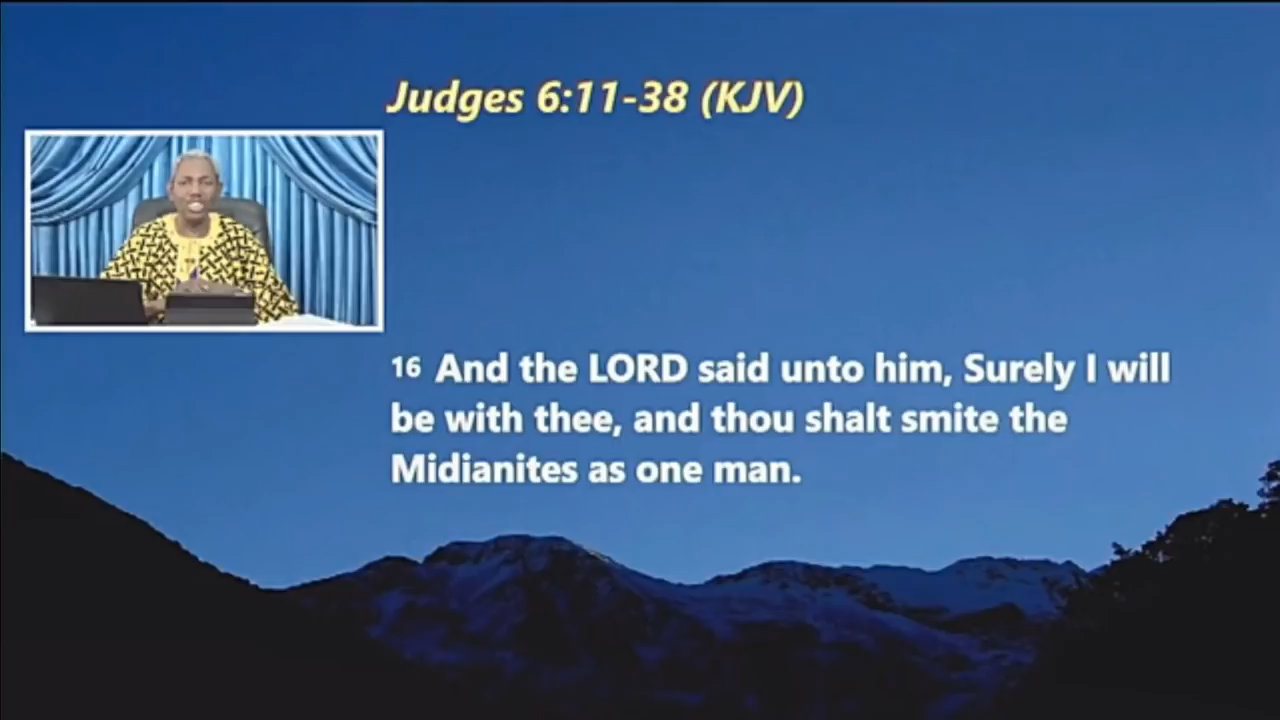 Judges 6:11-38 (KJV)
16 And the LORD said unto him, Surely I will
be with thee, and thou shalt smite the
Midianites as one man.